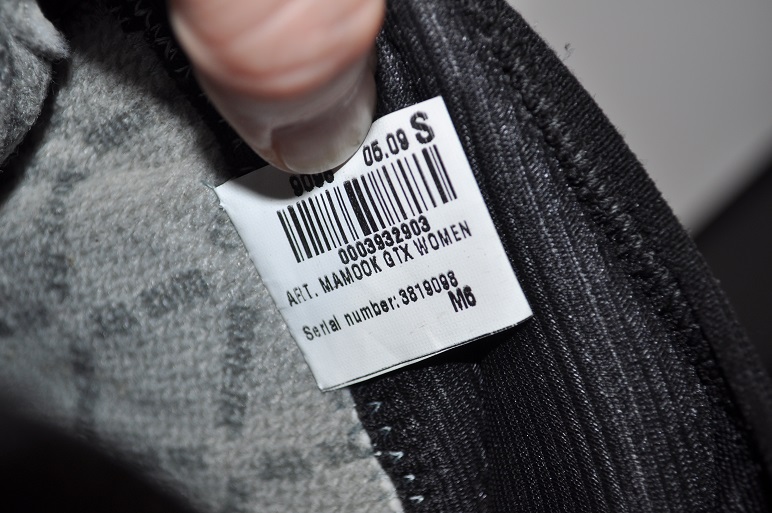 05.09 S
0003932903
ART. MAMOOK GTX WOMEN
Serial number: 3819098
M6